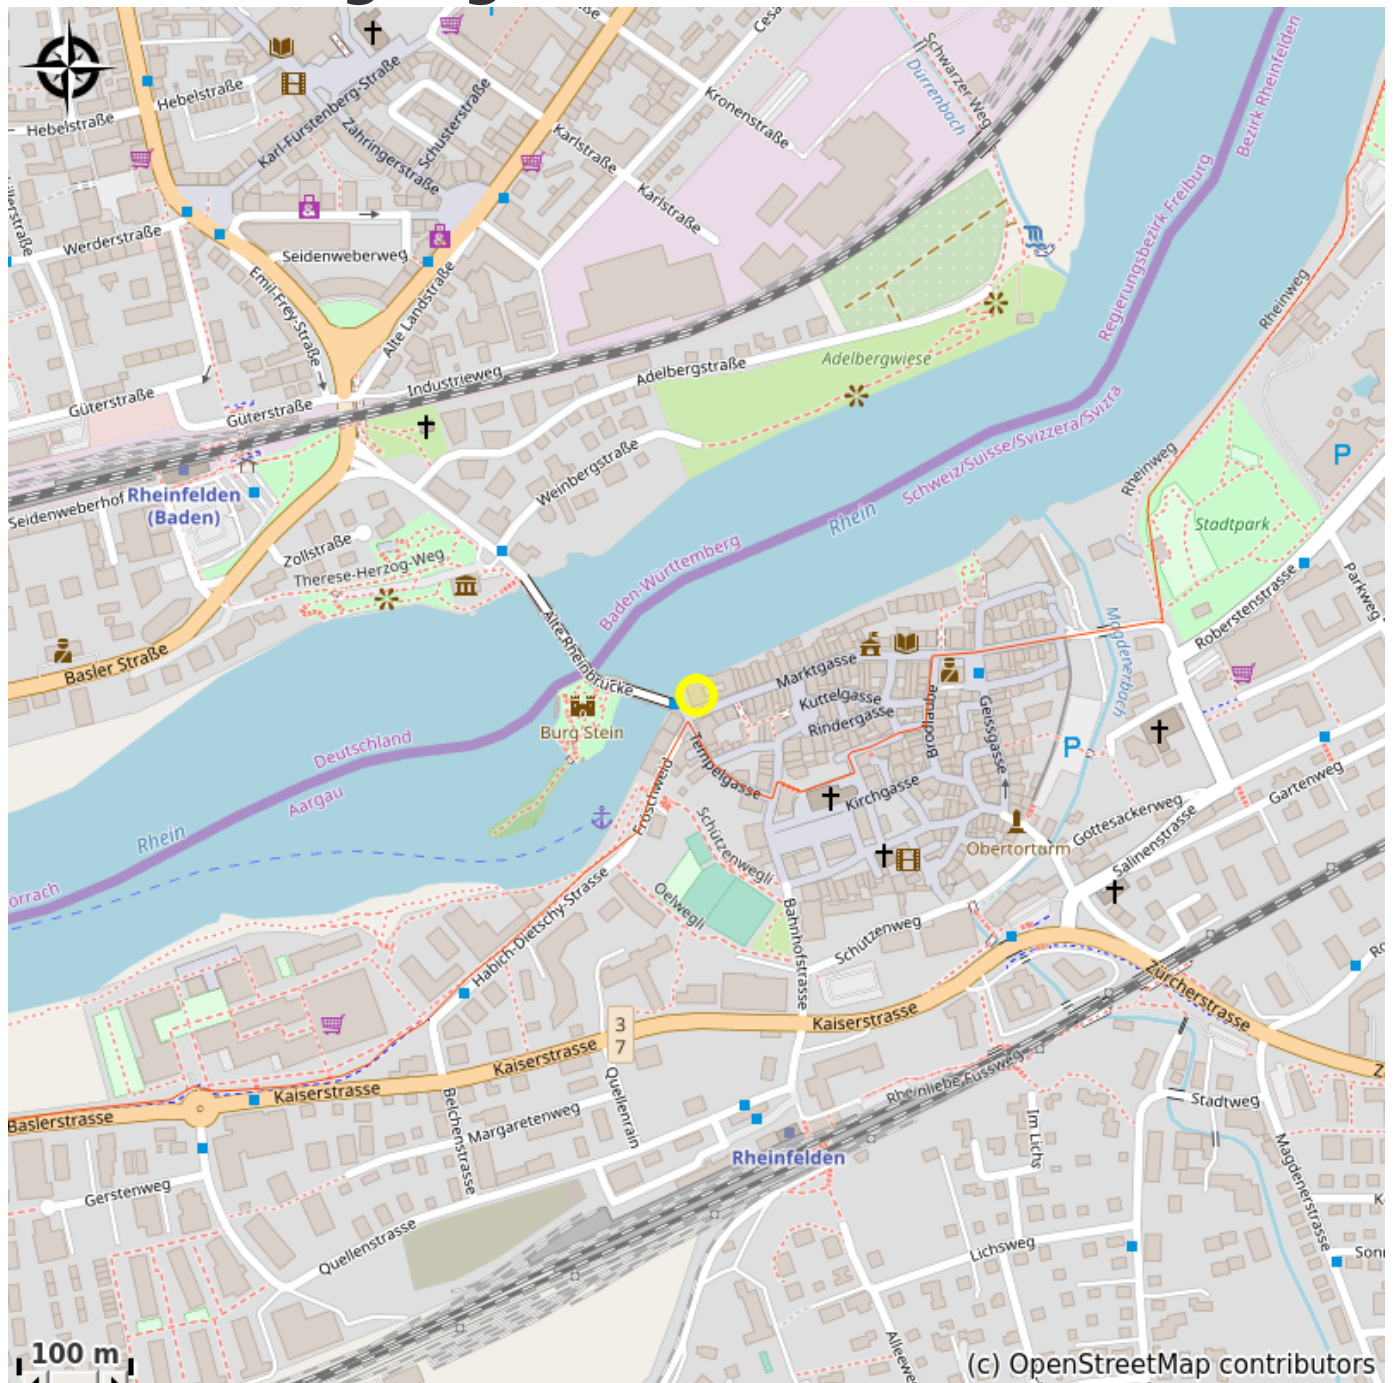 Hebelstraße
Hebelstraße
Karl-Fürstenberg-Straße
Zähringerstraße
Schusterstraße
Karlstraße
Karlstraße
Kronenstraße
Schwarzer Weg
Dürrenbach
Bezirk Rheinfelden
Regierungsbezirk Freiburg
Werderstraße
Seidenweberweg
Emil-Frey-Straße
Alte Landstraße
Rheinweg
Industrieweg
Adelbergstraße
Adelbergwiese
Güterstraße
Güterstraße
Weinbergstraße
Schweiz/Suisse/Svizzera/Svizra
Rheinweg
P
Rheinfelden
(Baden)
Seidenweberhof
Rhein
Stadtpark
Zollstraße
Therese-Herzog-Weg
Baden-Württemberg
Parkweg
Roberstenstrasse
Magdenerbach
Alte Rheinbrücke
Basler Straße
Marktgasse
Kuttelgasse
Rindergasse
Brodlaube
Geissgasse
Burg Stein
Deutschland
Aargau
Tempelgasse
P
Kirchgasse
Gartenweg
Rhein
Fröschweid
Schützenwegli
Gottesackerweg
Salinenstrasse
Obertorturm
Oelwegli
Bahnhofstrasse
Schützenweg
Habich-Dietschy-Strasse
Zürcherstrasse
Kaiserstrasse
3
7
Kaiserstrasse
Kaiserstrasse
Baslerstrasse
Rheinliebe Fussweg
Belchenstrasse
Margaretenweg
Quellenrain
Stadtweg
Im Lichs
Rheinfelden
Magdenerstrasse
Gerstenweg
Quellenstrasse
Lichsweg
100 m
(c) OpenStreetMap contributors